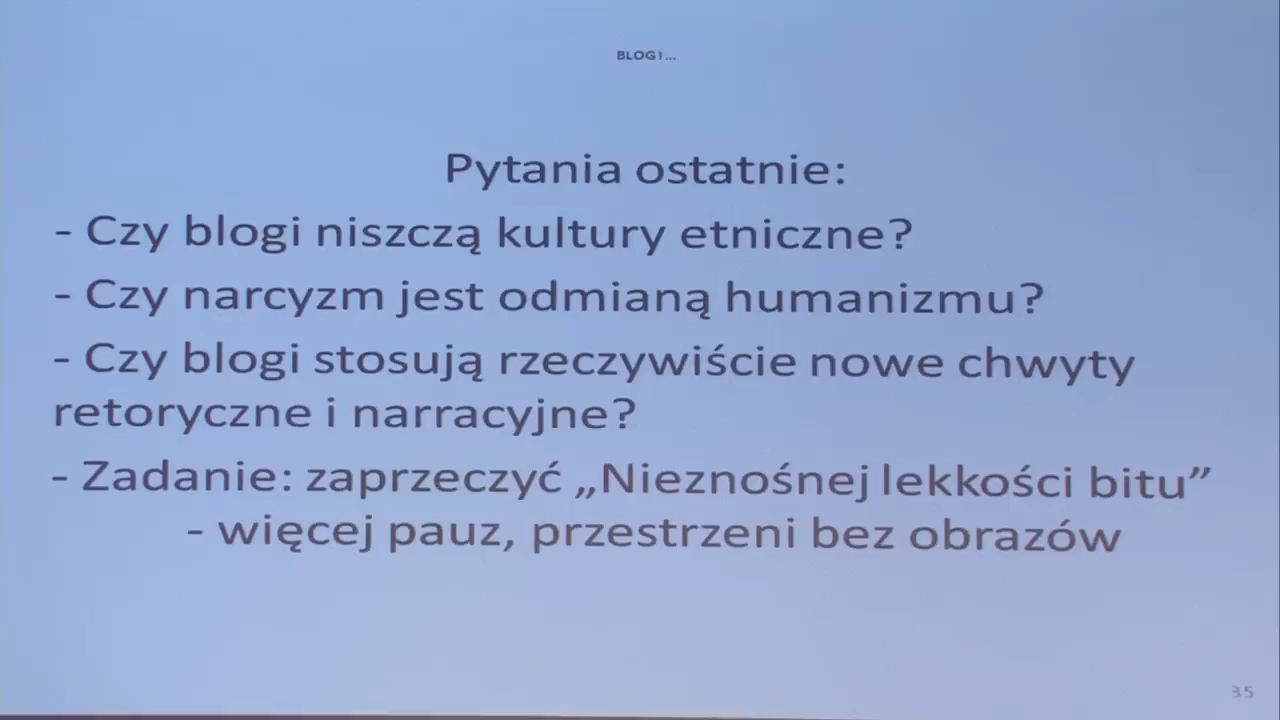 BLOGI...
Pytania ostatnie:
- Czy blogi niszczą kultury etniczne?
- Czy narcyzm jest odmianą humanizmu?
- Czy blogi stosują rzeczywiście nowe chwyty
retoryczne i narracyjne?
- Zadanie: zaprzeczyć „Nieznośnej lekkości bitu”
- więcej pauz, przestrzeni bez obrazów
35